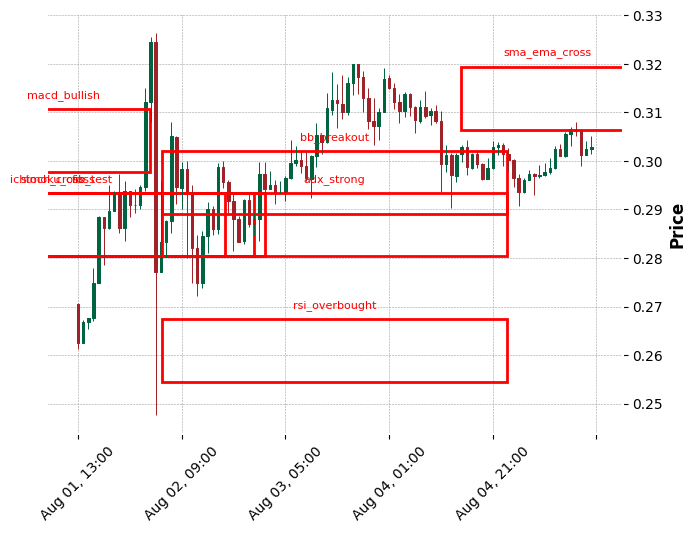 0.33
sma_ema_cross
0.32
macd_bullish
0.31
bb_breakout
0.30
adx_strong
0.29
0.28
rsi_overbought
0.27
0.26
0.25
Price
Aug 01, 13:00
Aug 02, 09:00
Aug 03, 05:00
Aug 04, 01:00
Aug 04, 21:00